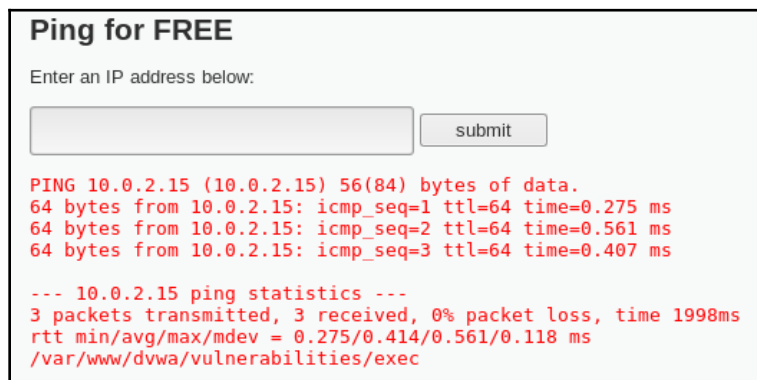 Ping for FREE
Enter an IP address below:
submit
PING 10.0.2.15 (10.0.2.15) 56(84) bytes of data.
64 bytes from 10.0.2.15: icmp_seq=1 ttl=64 time=0.275 ms
64 bytes from 10.0.2.15: icmp_seq=2 ttl=64 time=0.561 ms
64 bytes from 10.0.2.15: icmp_seq=3 ttl=64 time=0.407 ms
--- 10.0.2.15 ping statistics ---
3 packets transmitted, 3 received, 0% packet loss, time 1998ms
rtt min/avg/max/mdev = 0.275/0.414/0.561/0.118 ms
/var/www/dvwa/vulnerabilities/exec